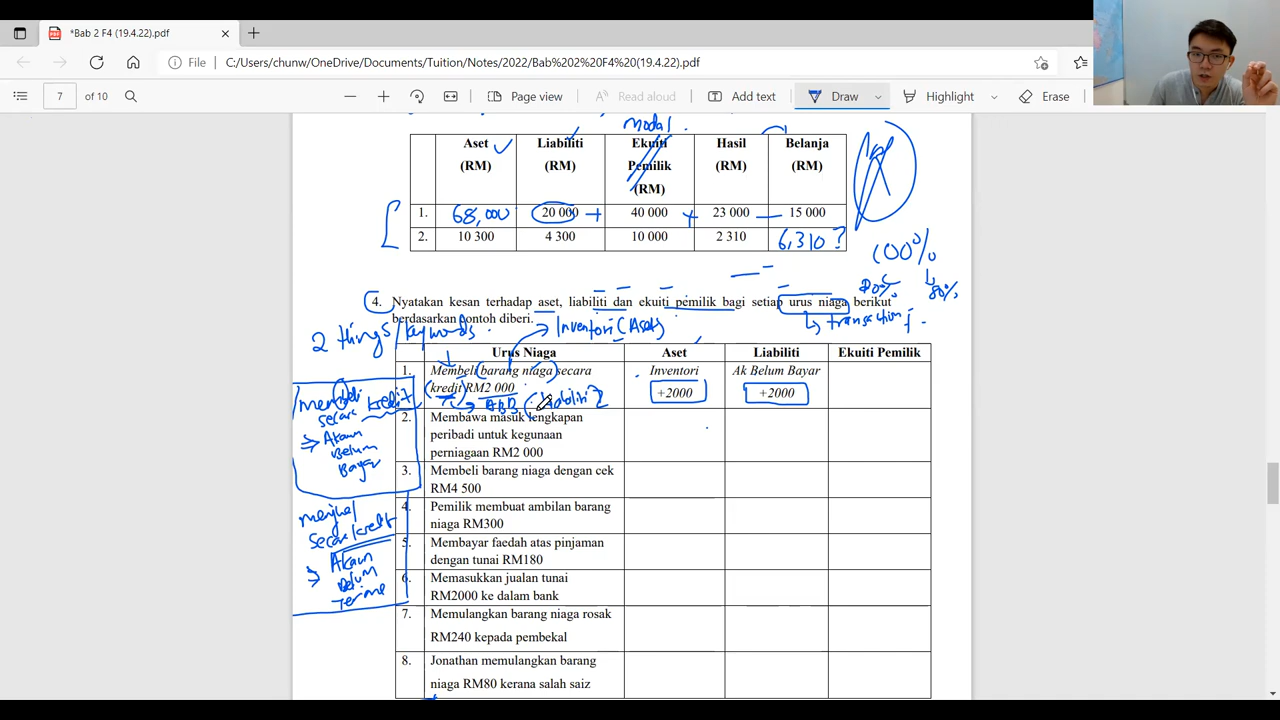 *Bab 2 F4 (19.4.22).pdf
File C:/Users/chunw/OneDrive/Documents/Tuition/Notes/2022/Bab%202%20F4%20(19.4.22).pdf
7 of 10 Page view Read aloud Add text Draw Highlight Erase
modal
Aset (RM) Liabiliti (RM) Ekuiti Pemilik (RM) Hasil (RM) Belanja (RM)
1. 68,000 20 000 + 40 000 + 23 000 — 15 000
2. 10 300 4 300 10 000 2 310 6,310?
100%
20% 80%
4. Nyatakan kesan terhadap aset, liabiliti dan ekuiti pemilik bagi setiap urus niaga berikut
berdasarkan contoh diberi.
transaction
2 things/keywords
Inventori (Aset)
Urus Niaga Aset Liabiliti Ekuiti Pemilik
1. Membeli barang niaga secara Inventori Ak Belum Bayar
kredit RM2 000 +2000 +2000
ABB (Liabiliti)
membeli
secara kredit
Akaun
Belum
Bayar
2. Membawa masuk lengkapan
peribadi untuk kegunaan
perniagaan RM2 000
3. Membeli barang niaga dengan cek
RM4 500
menjual
secara kredit
Akaun
Belum
Terima
4. Pemilik membuat ambilan barang
niaga RM300
5. Membayar faedah atas pinjaman
dengan tunai RM180
6. Memasukkan jualan tunai
RM2000 ke dalam bank
7. Memulangkan barang niaga rosak
RM240 kepada pembekal
8. Jonathan memulangkan barang
niaga RM80 kerana salah saiz